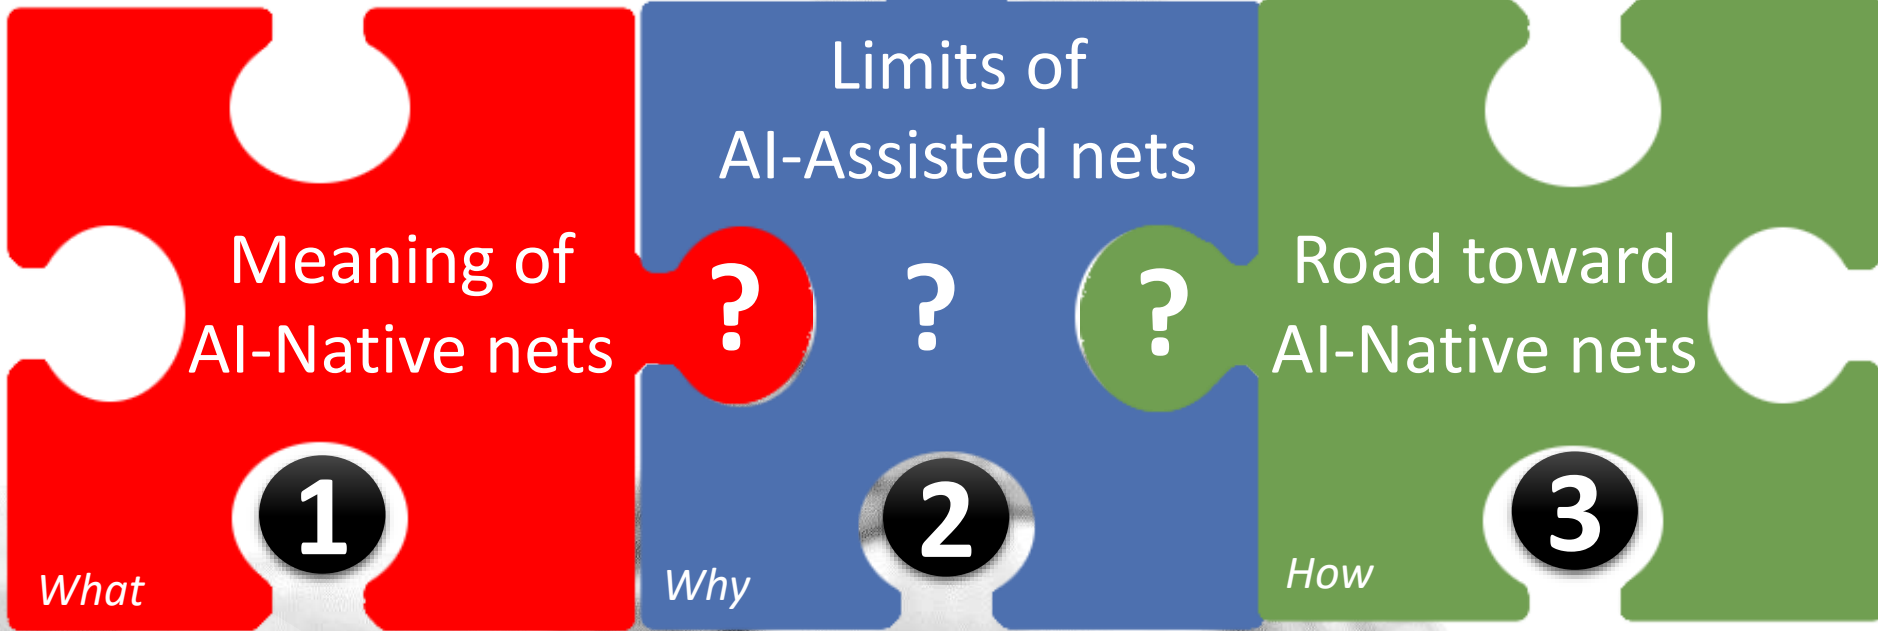 Meaning of
AI-Native nets
?
1
What
Limits of
AI-Assisted nets
?
2
Why
?
Road toward
AI-Native nets
3
How